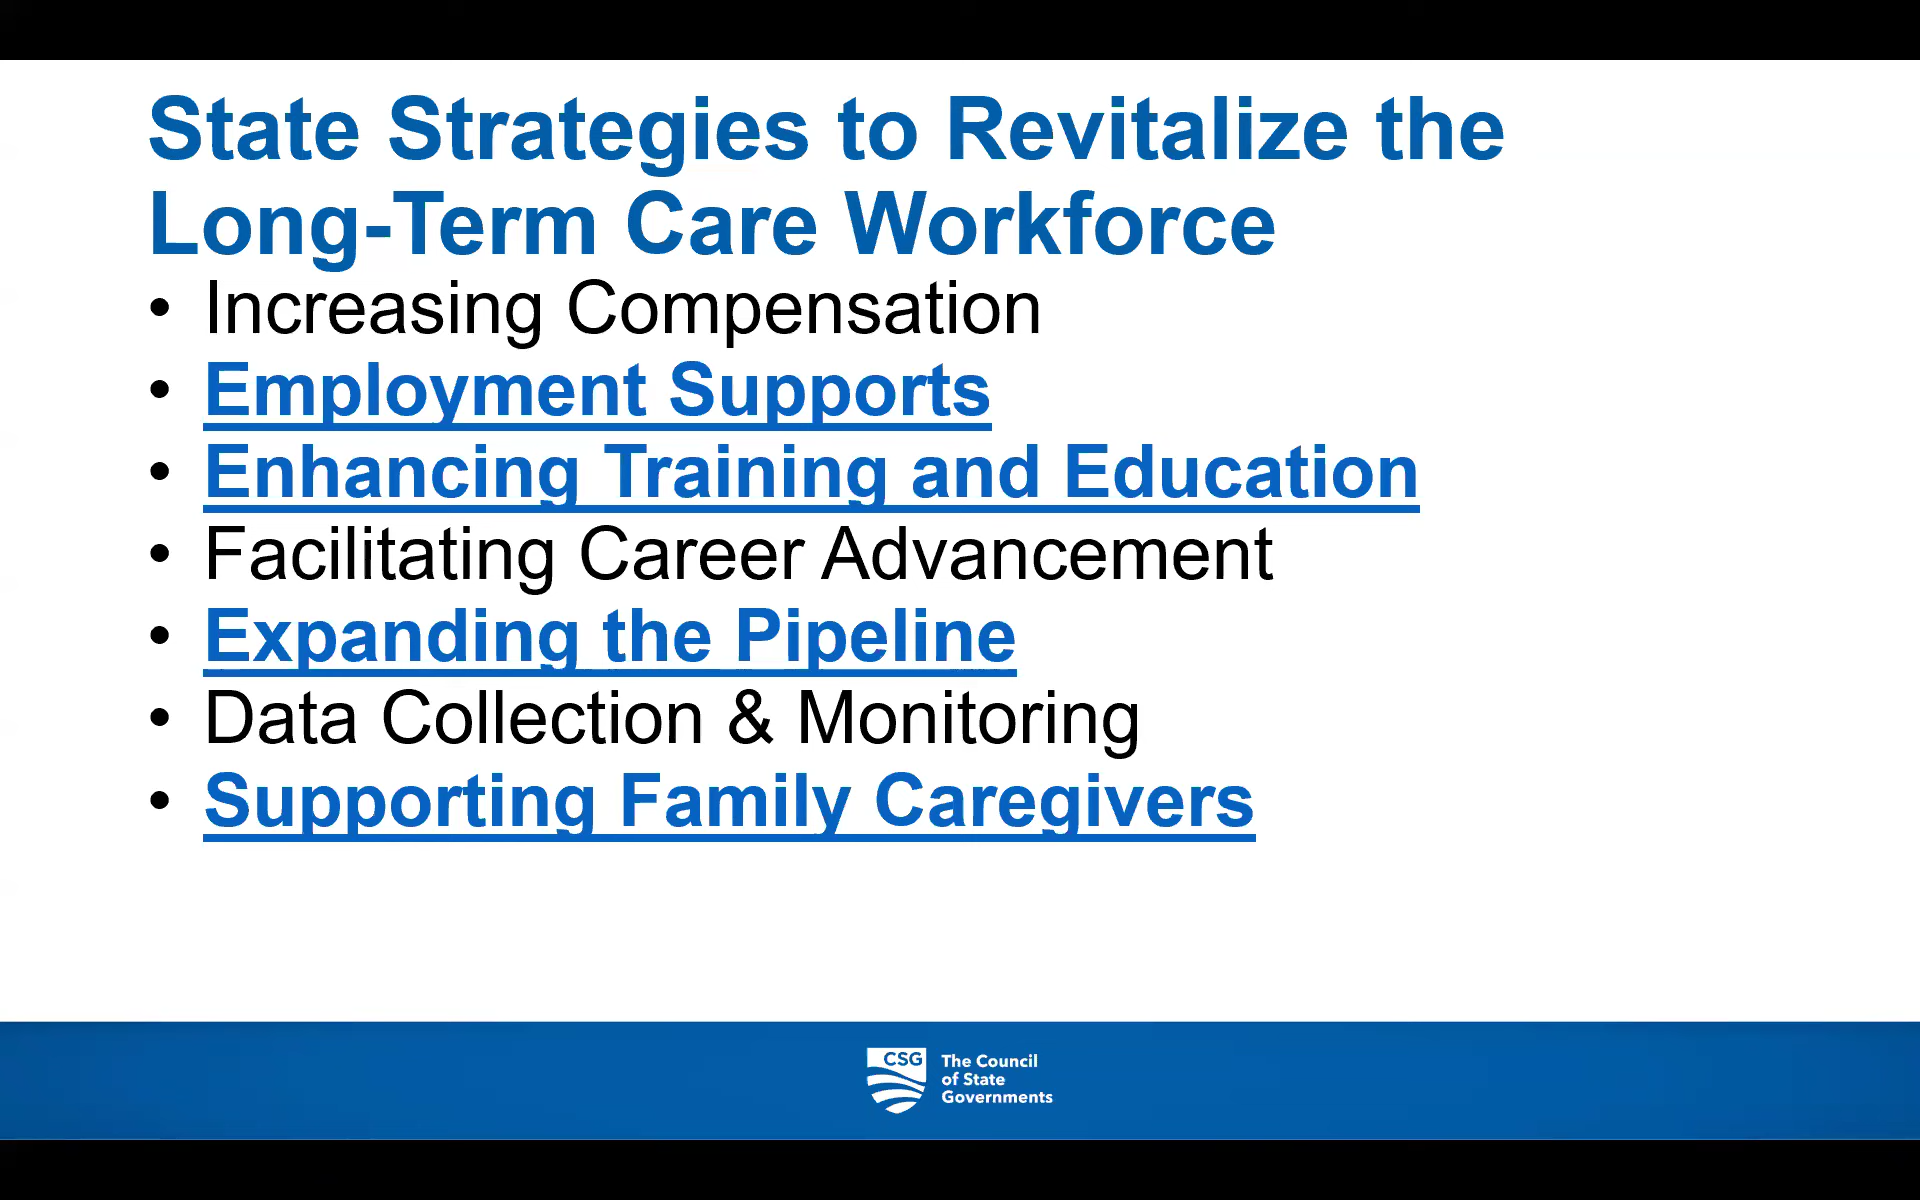 State Strategies to Revitalize the
Long-Term Care Workforce
• Increasing Compensation
• Employment Supports
• Enhancing Training and Education
• Facilitating Career Advancement
• Expanding the Pipeline
• Data Collection & Monitoring
• Supporting Family Caregivers
CSG
The Council
of State
Governments